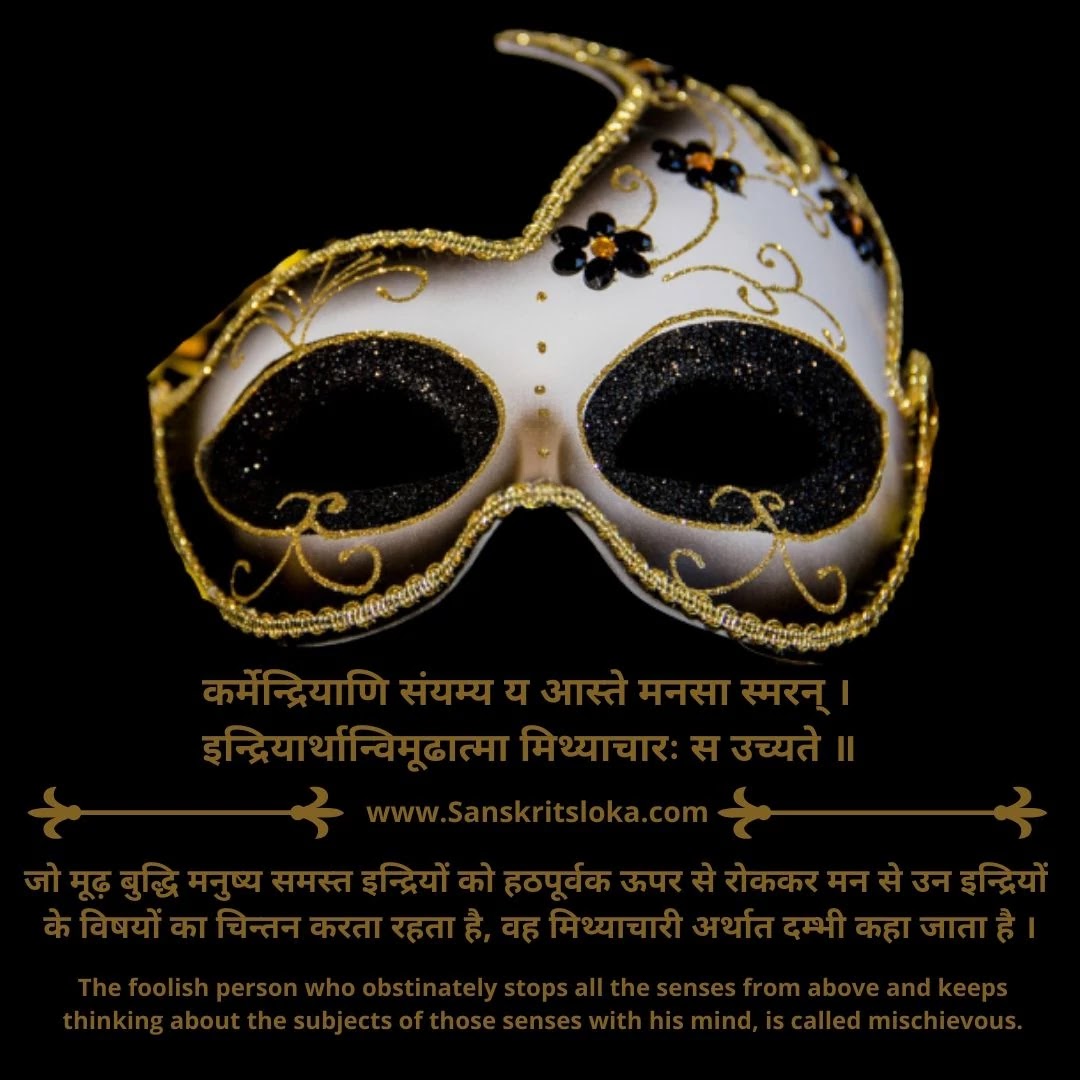 कर्मेन्द्रियाणि संयम्य य आस्ते मनसा स्मरन् ।
इन्द्रियार्थान्विमूढात्मा मिथ्याचारः स उच्यते ॥
www.Sanskritsloka.com
जो मूढ़ बुद्धि मनुष्य समस्त इन्द्रियों को हठपूर्वक ऊपर से रोककर मन से उन इन्द्रियों
के विषयों का चिन्तन करता रहता है, वह मिथ्याचारी अर्थात दम्भी कहा जाता है ।
The foolish person who obstinately stops all the senses from above and keeps
thinking about the subjects of those senses with his mind, is called mischievous.